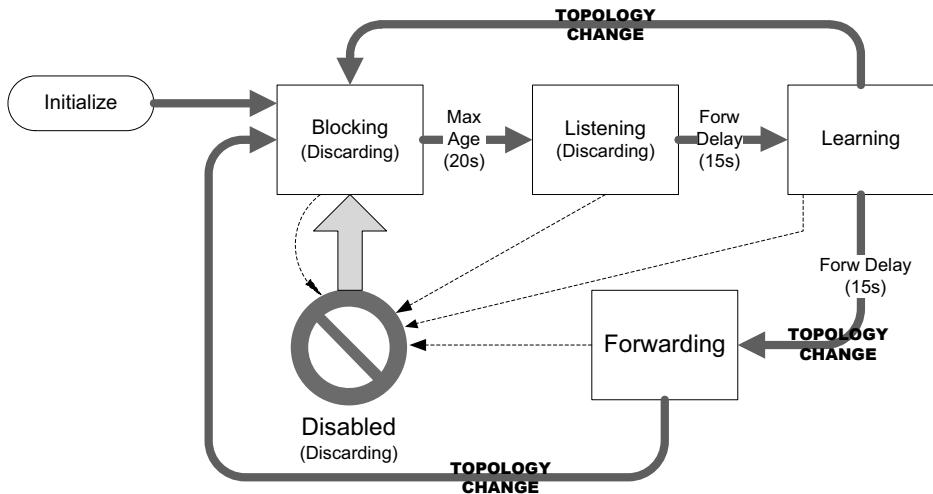 TOPOLOGY
CHANGE
Initialize
Blocking
(Discarding)
Max
Age
(20s)
Listening
(Discarding)
Forw
Delay
(15s)
Learning
Forw Delay
(15s)
TOPOLOGY
CHANGE
Forwarding
Disabled
(Discarding)
TOPOLOGY
CHANGE